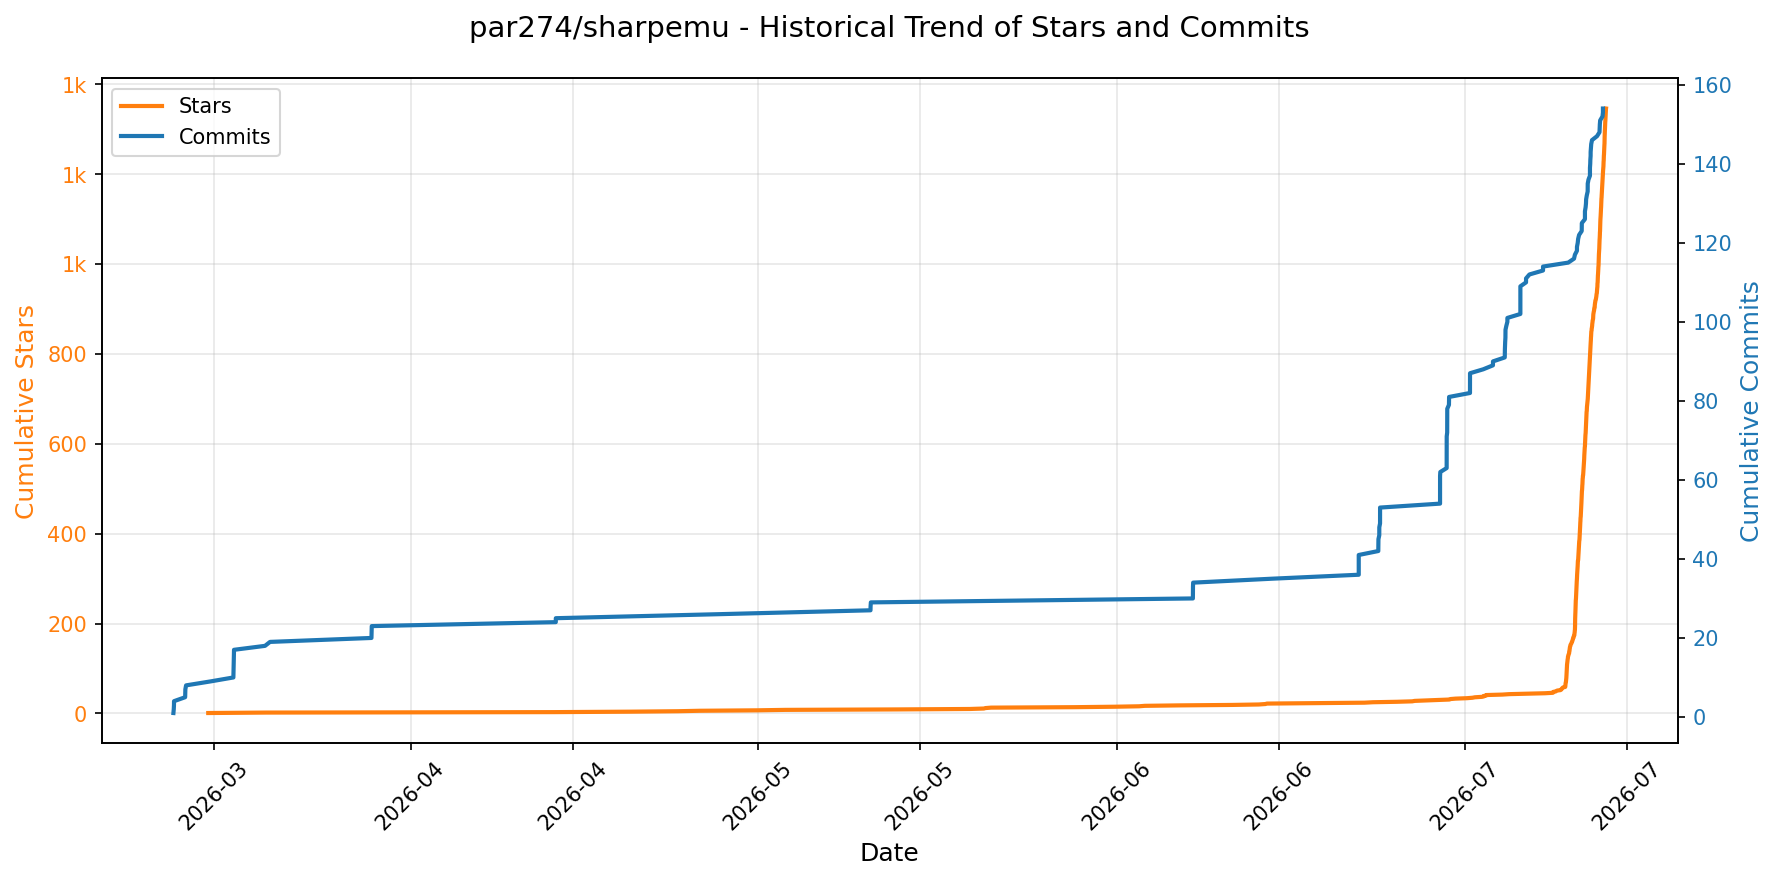 par274/sharpemu - Historical Trend of Stars and Commits
Stars
Commits
1k
1k
1k
800
600
400
200
0
Cumulative Stars
160
140
120
100
80
60
40
20
0
Cumulative Commits
2026-03
2026-04
2026-04
2026-05
2026-05
2026-06
2026-06
2026-07
2026-07
Date